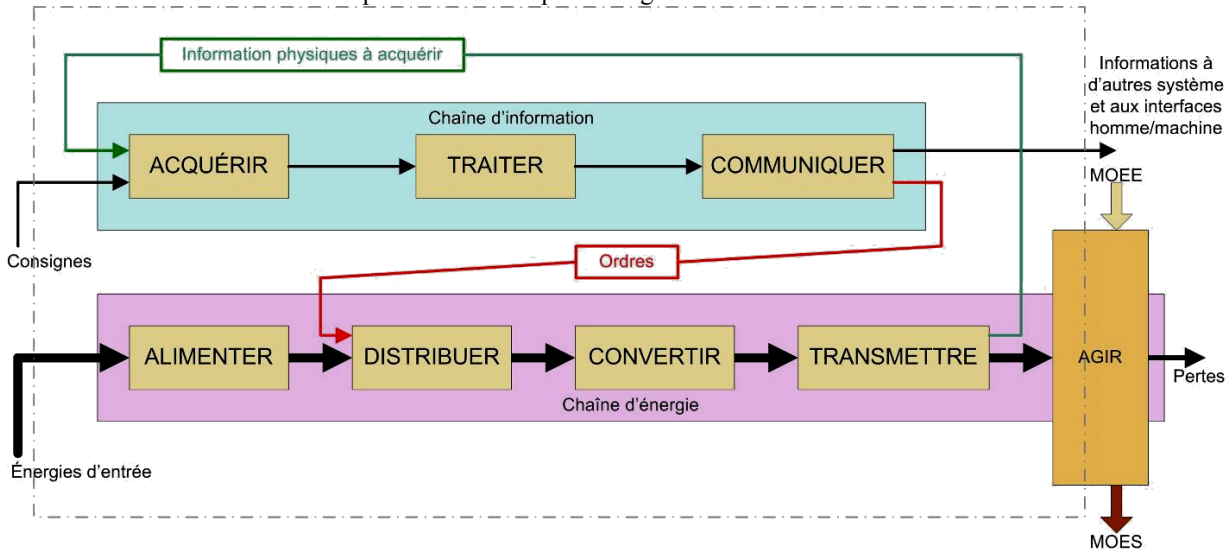 Information physiques à acquérir
Informations à
d'autres système
et aux interfaces
homme/machine
Chaîne d'information
ACQUÉRIR
TRAITER
COMMUNIQUER
MOEE
Consignes
Ordres
ALIMENTER
DISTRIBUER
CONVERTIR
TRANSMETTRE
AGIR
Pertes
Chaîne d'énergie
Énergies d'entrée
MOES